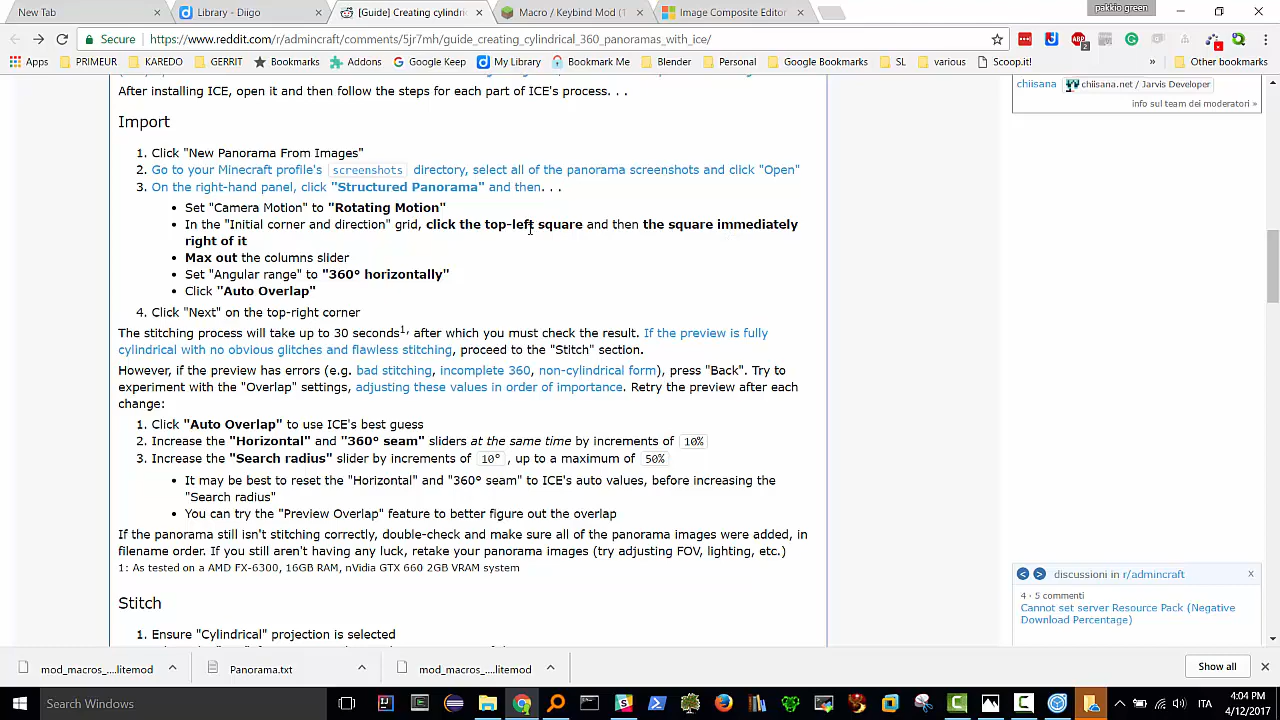 pakkio green
New Tab
Library - Diigo
[Guide] Creating cylindri
Macro / Keybind Mod (1
Image Composite Editor
Secure
https://www.reddit.com/r/admincraft/comments/5jr7mh/guide_creating_cylindrical_360_panoramas_with_ice/
Apps PRIMEUR KAREDO GERRIT Bookmarks Addons Google Keep My Library Bookmark Me Blender Personal Google Bookmarks SL various Scoop.it! » Other bookmarks
After installing ICE, open it and then follow the steps for each part of ICE's process. . .
chiisana chiisana.net / Jarvis Developer
info sul team dei moderatori »
Import
1. Click "New Panorama From Images"
2. Go to your Minecraft profile's screenshots directory, select all of the panorama screenshots and click "Open"
3. On the right-hand panel, click "Structured Panorama" and then. . .
• Set "Camera Motion" to "Rotating Motion"
• In the "Initial corner and direction" grid, click the top-left square and then the square immediately
right of it
• Max out the columns slider
• Set "Angular range" to "360° horizontally"
• Click "Auto Overlap"
4. Click "Next" on the top-right corner
The stitching process will take up to 30 seconds1, after which you must check the result. If the preview is fully
cylindrical with no obvious glitches and flawless stitching, proceed to the "Stitch" section.
However, if the preview has errors (e.g. bad stitching, incomplete 360, non-cylindrical form), press "Back". Try to
experiment with the "Overlap" settings, adjusting these values in order of importance. Retry the preview after each
change:
1. Click "Auto Overlap" to use ICE's best guess
2. Increase the "Horizontal" and "360° seam" sliders at the same time by increments of 10%
3. Increase the "Search radius" slider by increments of 10° , up to a maximum of 50%
• It may be best to reset the "Horizontal" and "360° seam" to ICE's auto values, before increasing the
"Search radius"
• You can try the "Preview Overlap" feature to better figure out the overlap
If the panorama still isn't stitching correctly, double-check and make sure all of the panorama images were added, in
filename order. If you still aren't having any luck, retake your panorama images (try adjusting FOV, lighting, etc.)
1: As tested on a AMD FX-6300, 16GB RAM, nVidia GTX 660 2GB VRAM system
discussioni in r/admincraft X
4 · 5 commenti
Cannot set server Resource Pack (Negative
Download Percentage)
Stitch
1. Ensure "Cylindrical" projection is selected
mod_macros_....litemod
Panorama.txt
mod_macros_....litemod
Show all
Search Windows
ITA
4:04 PM
4/12/2017